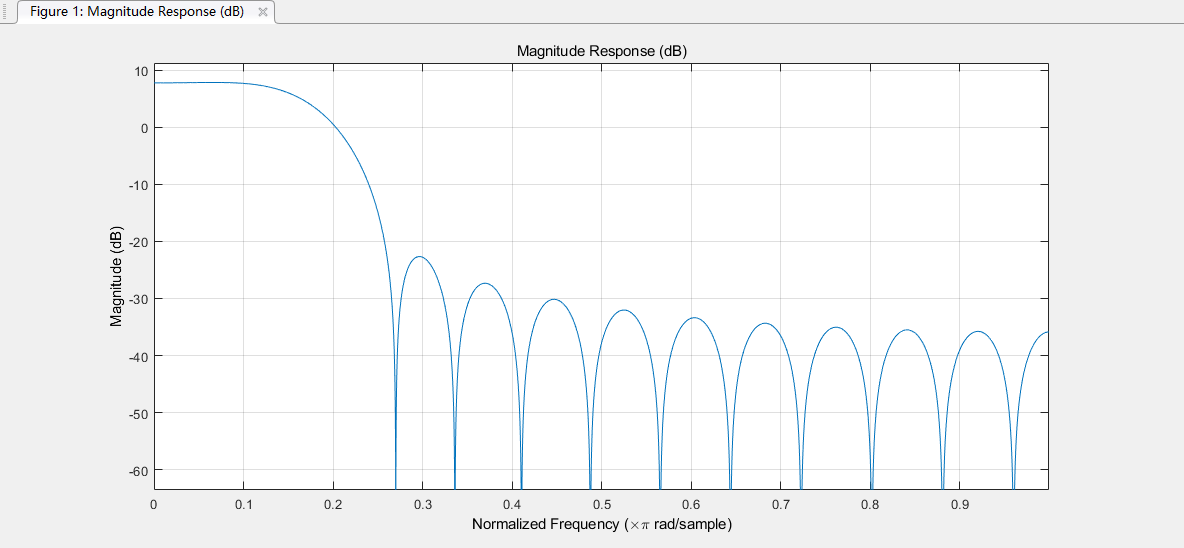 Figure 1: Magnitude Response (dB)
Magnitude Response (dB)
Magnitude (dB)
10
0
-10
-20
-30
-40
-50
-60
0 0.1 0.2 0.3 0.4 0.5 0.6 0.7 0.8 0.9
Normalized Frequency (×π rad/sample)